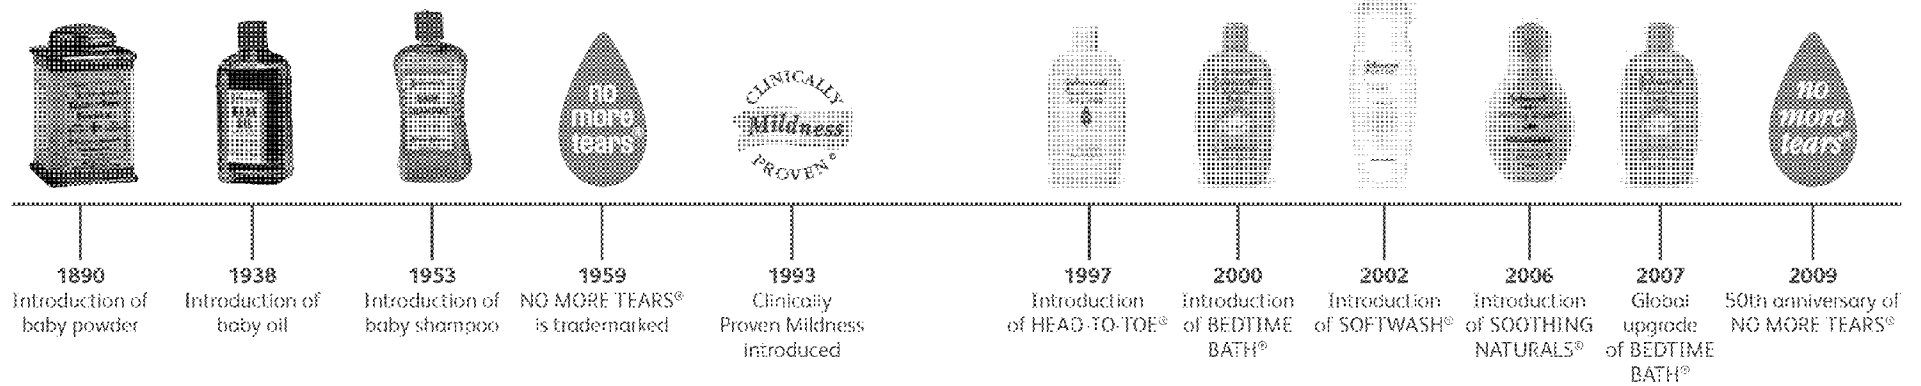 no
more
tears®
CLINICALLY
Mildness
PROVEN®
no
more
tears
1890
Introduction of
baby powder
1938
Introduction of
baby oil
1953
Introduction of
baby shampoo
1959
NO MORE TEARS®
is trademarked
1993
Clinically
Proven Mildness
introduced
1997
Introduction
of HEAD-TO-TOE®
2000
Introduction
of BEDTIME
BATH®
2002
Introduction
of SOFTWASH®
2006
Introduction
of SOOTHING
NATURALS®
2007
Global
upgrade
of BEDTIME
BATH®
2009
50th anniversary of
NO MORE TEARS®